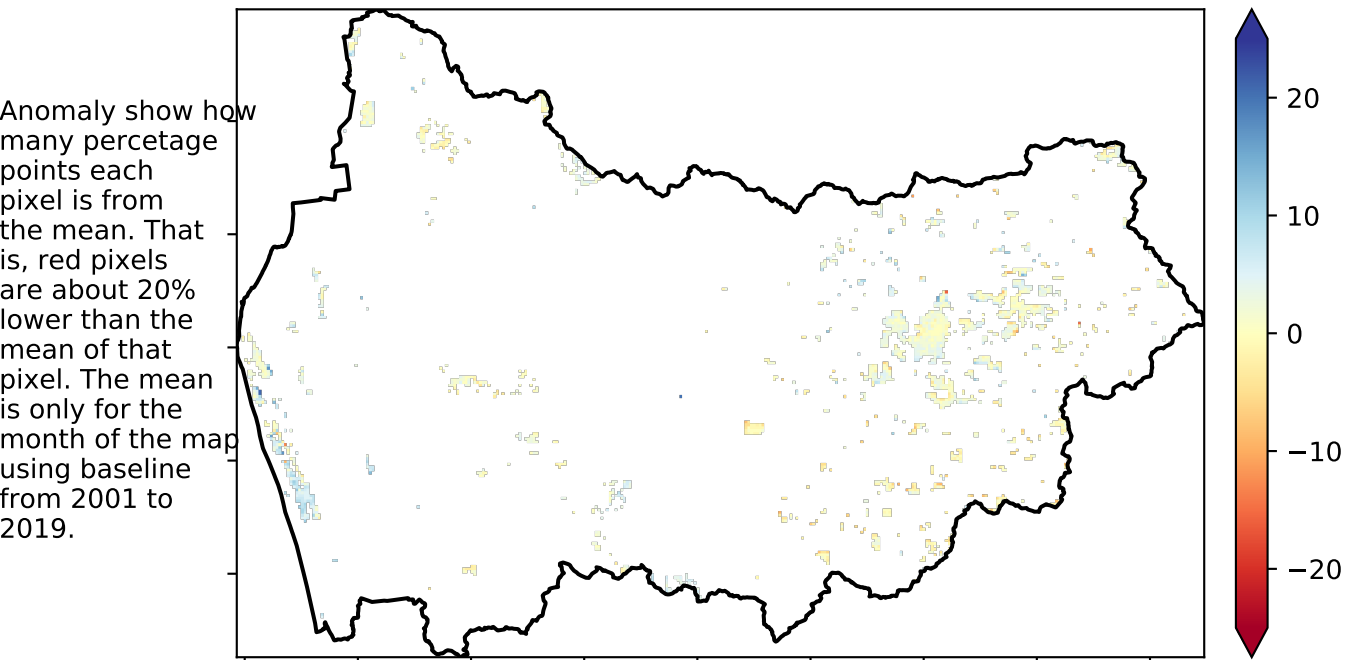 Anomaly show how
many percetage
points each
pixel is from
the mean. That
is, red pixels
are about 20%
lower than the
mean of that
pixel. The mean
is only for the
month of the map
using baseline
from 2001 to
2019.
20
10
0
−10
−20